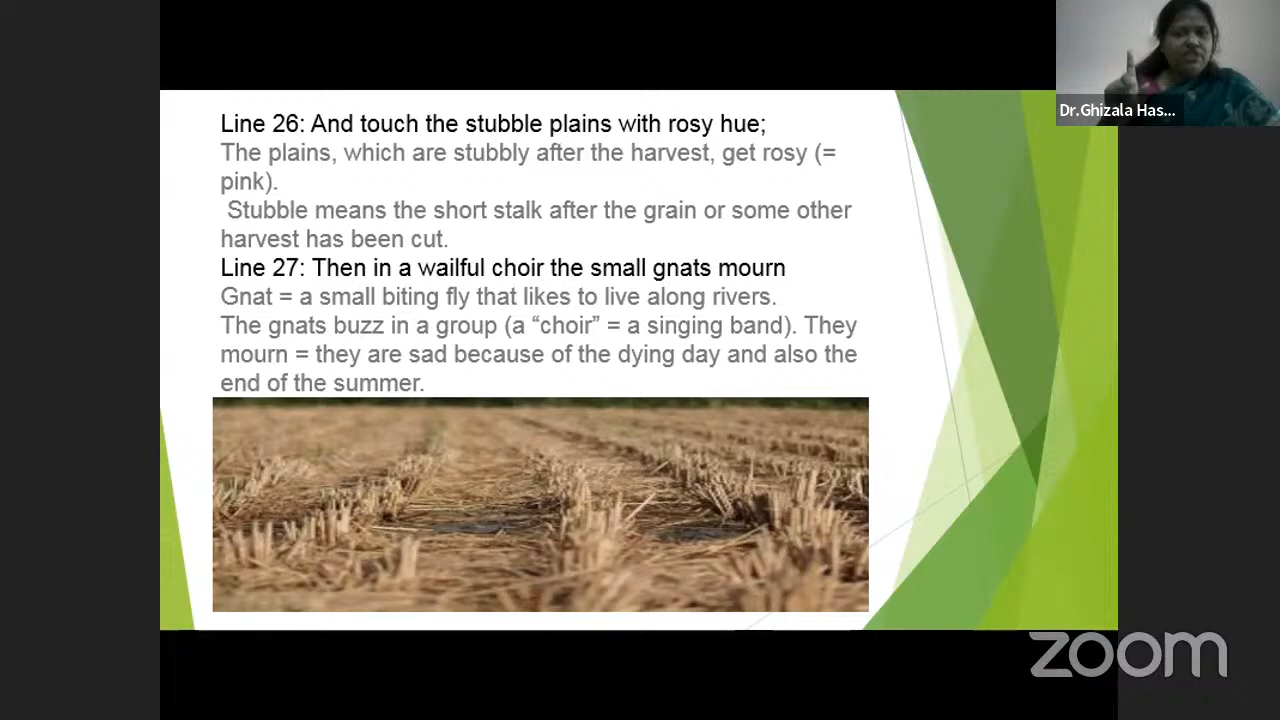 Line 26: And touch the stubble plains with rosy hue;
The plains, which are stubbly after the harvest, get rosy (=
pink).
Stubble means the short stalk after the grain or some other
harvest has been cut.
Line 27: Then in a wailful choir the small gnats mourn
Gnat = a small biting fly that likes to live along rivers.
The gnats buzz in a group (a “choir” = a singing band). They
mourn = they are sad because of the dying day and also the
end of the summer.
Dr.Ghizala Has...
zoom